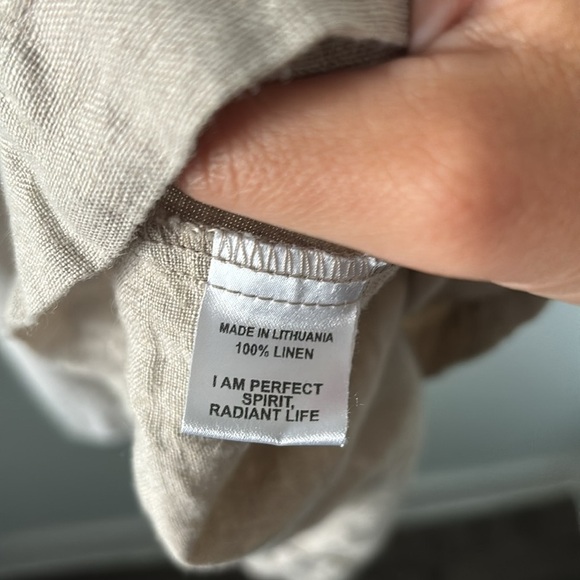 MADE IN LITHUANIA
100% LINEN
I AM PERFECT
SPIRIT,
RADIANT LIFE